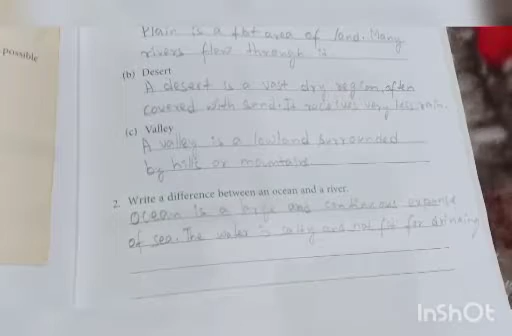 Plain is a flat area of land. Many
rivers flow through it.
possible
(b) Desert
A desert is a vast dry region, often
covered with sand. It receives very less rain.
(c) Valley
A valley is a lowland surrounded
by hills or mountains
2. Write a difference between an ocean and a river.
Ocean is a large and continuous expanse
of sea. The water is salty and not fit for drinking
InShOt